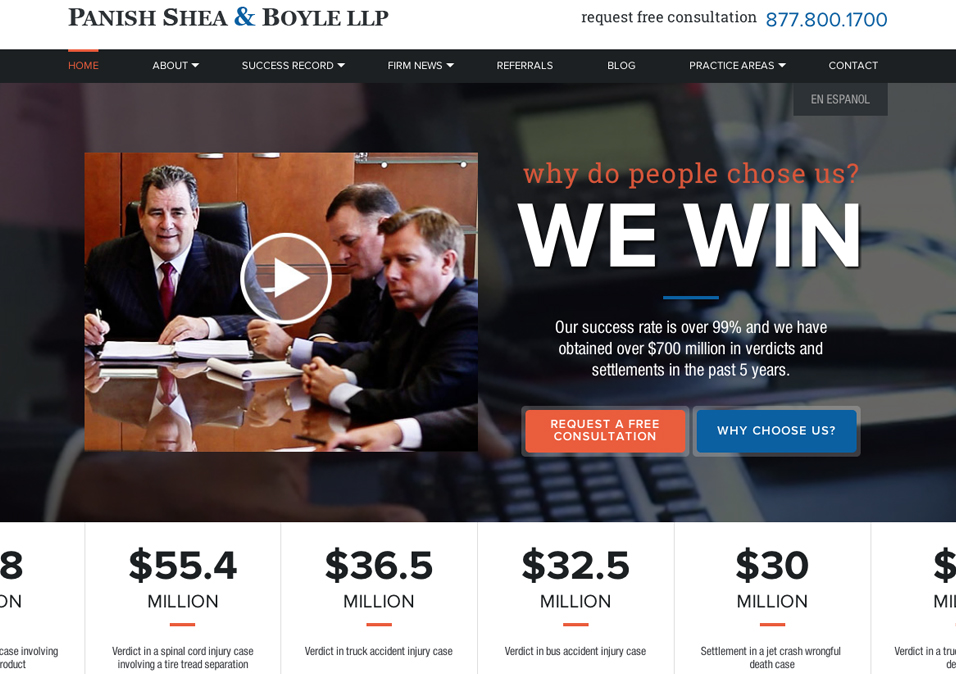 PANISH SHEA & BOYLE LLP
request free consultation 877.800.1700
HOME ABOUT SUCCESS RECORD FIRM NEWS REFERRALS BLOG PRACTICE AREAS CONTACT
EN ESPANOL
why do people chose us?
WE WIN
Our success rate is over 99% and we have
obtained over $700 million in verdicts and
settlements in the past 5 years.
REQUEST A FREE
CONSULTATION
WHY CHOOSE US?
8
ON
case involving
roduct
$55.4
MILLION
Verdict in a spinal cord injury case
involving a tire tread separation
$36.5
MILLION
Verdict in truck accident injury case
$32.5
MILLION
Verdict in bus accident injury case
$30
MILLION
Settlement in a jet crash wrongful
death case
$
MI
Verdict in a tru
de